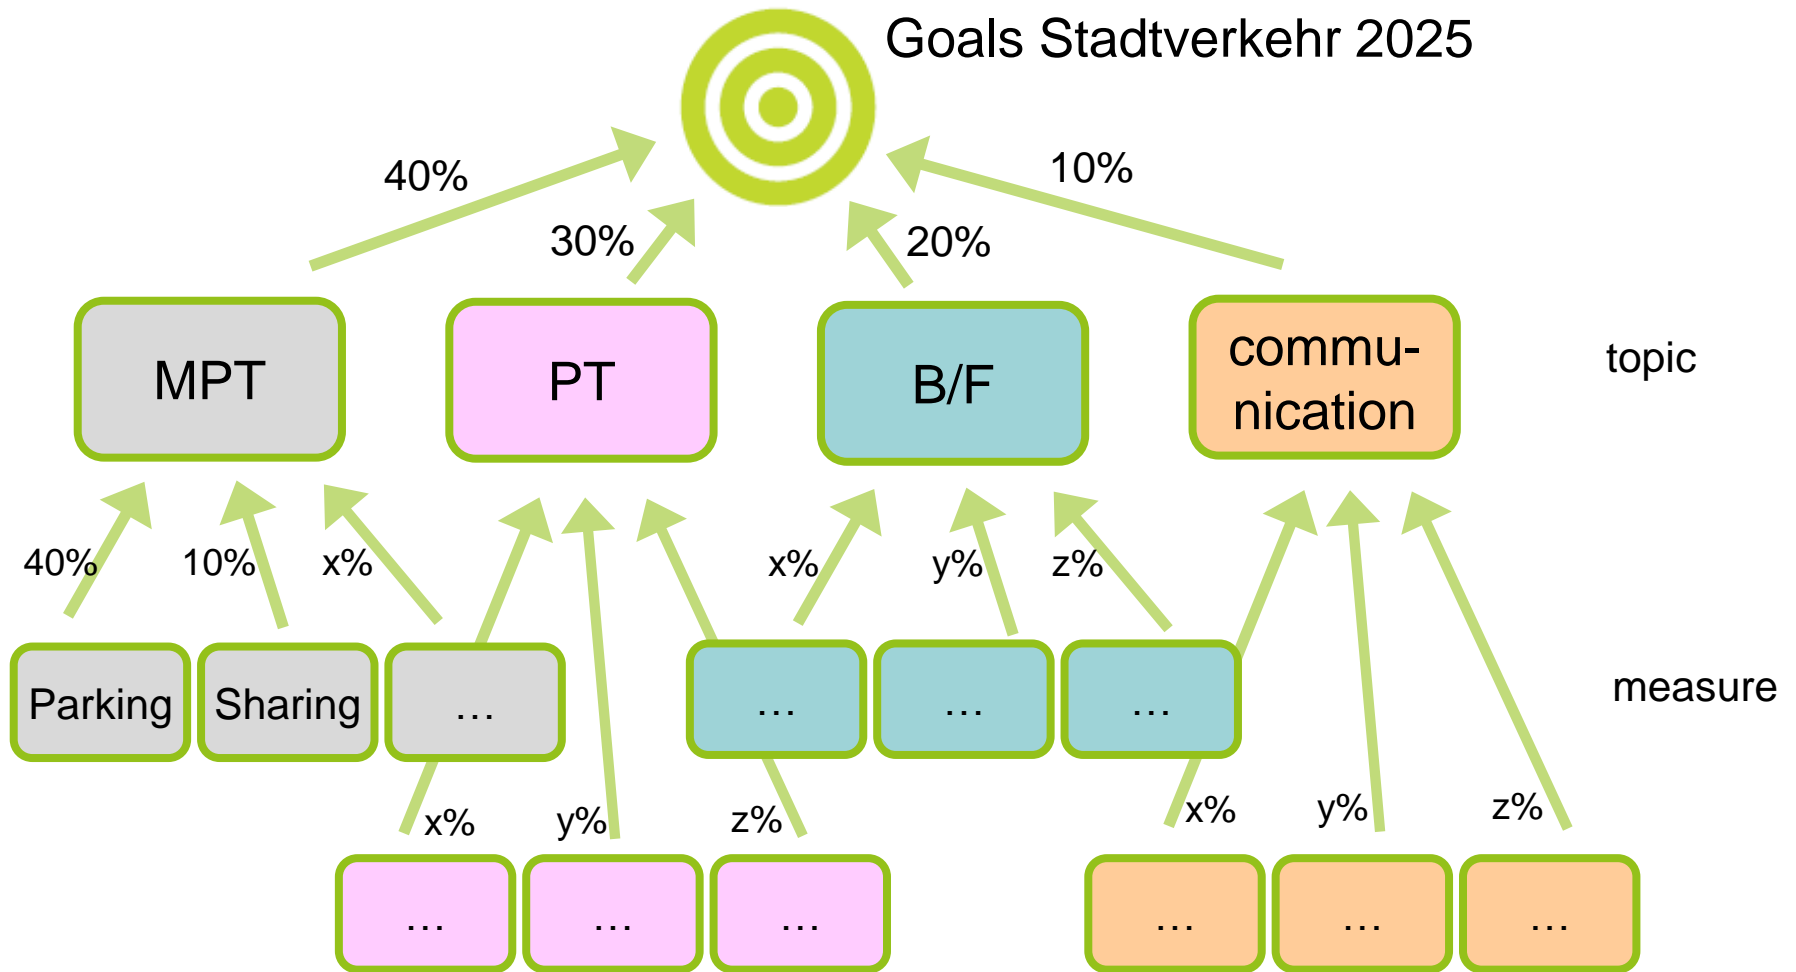 Goals Stadtverkehr 2025
40%
10%
30%
20%
MPT
PT
B/F
commu-
nication
topic
40%
10%
x%
x%
y%
z%
Parking
Sharing
...
...
...
...
measure
x%
y%
z%
x%
y%
z%
...
...
...
...
...
...